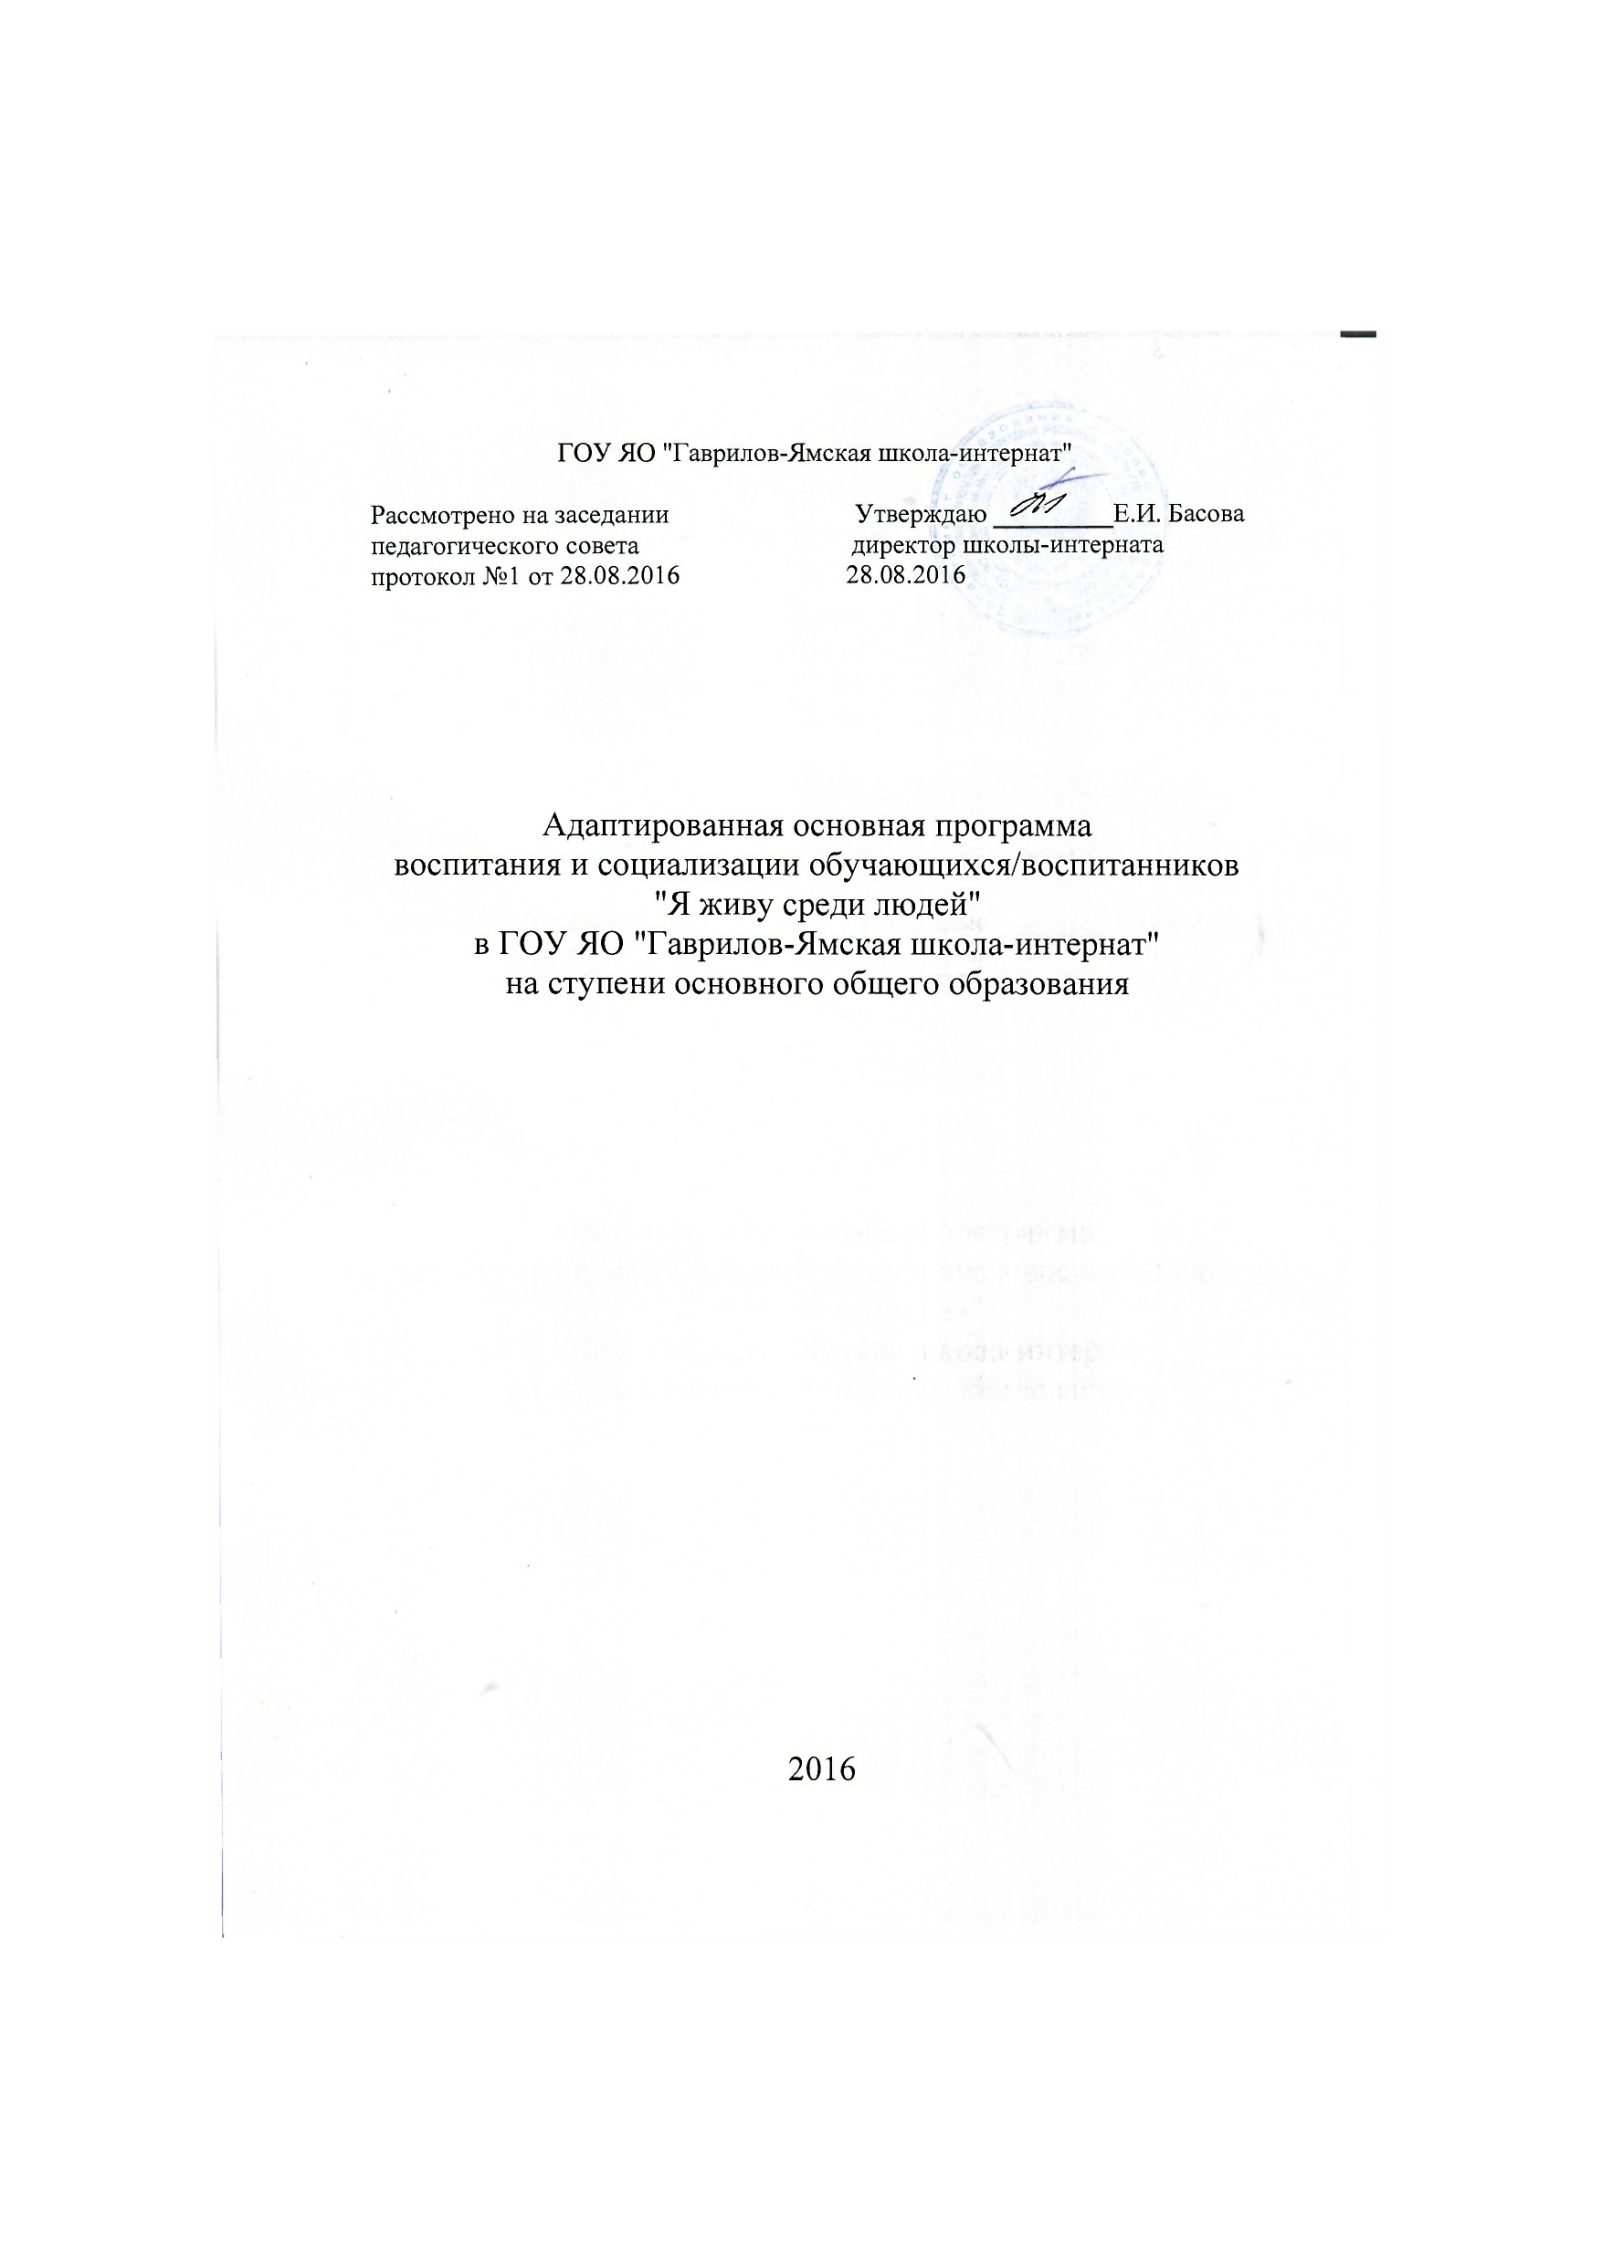 ГОУ ЯО "Гаврилов-Ямская школа-интернат"
Рассмотрено на заседании
педагогического совета
протокол №1 от 28.08.2016
Утверждаю _________Е.И. Басова
директор школы-интерната
28.08.2016
Адаптированная основная программа
воспитания и социализации обучающихся/воспитанников
"Я живу среди людей"
в ГОУ ЯО "Гаврилов-Ямская школа-интернат"
на ступени основного общего образования
2016